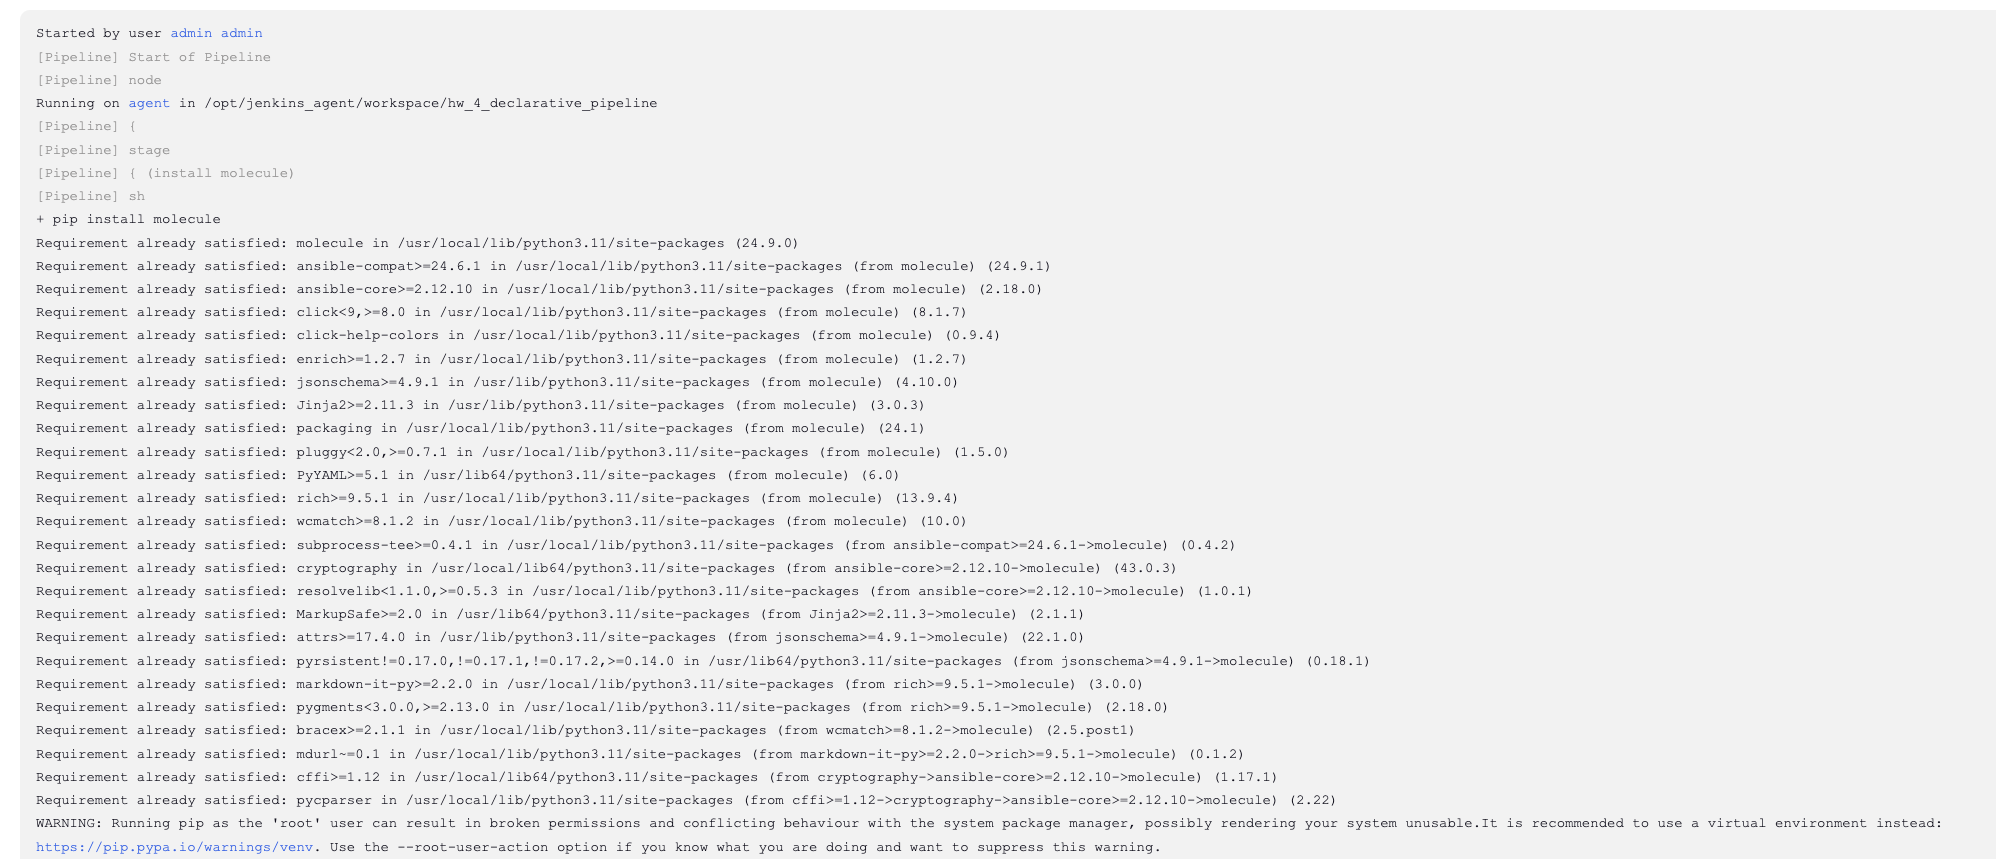 Started by user admin admin
[Pipeline] Start of Pipeline
[Pipeline] node
Running on agent in /opt/jenkins_agent/workspace/hw_4_declarative_pipeline
[Pipeline] {
[Pipeline] stage
[Pipeline] { (install molecule)
[Pipeline] sh
+ pip install molecule
Requirement already satisfied: molecule in /usr/local/lib/python3.11/site-packages (24.9.0)
Requirement already satisfied: ansible-compat>=24.6.1 in /usr/local/lib/python3.11/site-packages (from molecule) (24.9.1)
Requirement already satisfied: ansible-core>=2.12.10 in /usr/local/lib/python3.11/site-packages (from molecule) (2.18.0)
Requirement already satisfied: click<9,>=8.0 in /usr/local/lib/python3.11/site-packages (from molecule) (8.1.7)
Requirement already satisfied: click-help-colors in /usr/local/lib/python3.11/site-packages (from molecule) (0.9.4)
Requirement already satisfied: enrich>=1.2.7 in /usr/local/lib/python3.11/site-packages (from molecule) (1.2.7)
Requirement already satisfied: jsonschema>=4.9.1 in /usr/lib/python3.11/site-packages (from molecule) (4.10.0)
Requirement already satisfied: Jinja2>=2.11.3 in /usr/lib/python3.11/site-packages (from molecule) (3.0.3)
Requirement already satisfied: packaging in /usr/local/lib/python3.11/site-packages (from molecule) (24.1)
Requirement already satisfied: pluggy<2.0,>=0.7.1 in /usr/local/lib/python3.11/site-packages (from molecule) (1.5.0)
Requirement already satisfied: PyYAML>=5.1 in /usr/lib64/python3.11/site-packages (from molecule) (6.0)
Requirement already satisfied: rich>=9.5.1 in /usr/local/lib/python3.11/site-packages (from molecule) (13.9.4)
Requirement already satisfied: wcmatch>=8.1.2 in /usr/local/lib/python3.11/site-packages (from molecule) (10.0)
Requirement already satisfied: subprocess-tee>=0.4.1 in /usr/local/lib/python3.11/site-packages (from ansible-compat>=24.6.1->molecule) (0.4.2)
Requirement already satisfied: cryptography in /usr/local/lib64/python3.11/site-packages (from ansible-core>=2.12.10->molecule) (43.0.3)
Requirement already satisfied: resolvelib<1.1.0,>=0.5.3 in /usr/local/lib/python3.11/site-packages (from ansible-core>=2.12.10->molecule) (1.0.1)
Requirement already satisfied: MarkupSafe>=2.0 in /usr/lib64/python3.11/site-packages (from Jinja2>=2.11.3->molecule) (2.1.1)
Requirement already satisfied: attrs>=17.4.0 in /usr/lib/python3.11/site-packages (from jsonschema>=4.9.1->molecule) (22.1.0)
Requirement already satisfied: pyrsistent!=0.17.0,!=0.17.1,!=0.17.2,>=0.14.0 in /usr/lib64/python3.11/site-packages (from jsonschema>=4.9.1->molecule) (0.18.1)
Requirement already satisfied: markdown-it-py>=2.2.0 in /usr/local/lib/python3.11/site-packages (from rich>=9.5.1->molecule) (3.0.0)
Requirement already satisfied: pygments<3.0.0,>=2.13.0 in /usr/local/lib/python3.11/site-packages (from rich>=9.5.1->molecule) (2.18.0)
Requirement already satisfied: bracex>=2.1.1 in /usr/local/lib/python3.11/site-packages (from wcmatch>=8.1.2->molecule) (2.5.post1)
Requirement already satisfied: mdurl~=0.1 in /usr/local/lib/python3.11/site-packages (from markdown-it-py>=2.2.0->rich>=9.5.1->molecule) (0.1.2)
Requirement already satisfied: cffi>=1.12 in /usr/local/lib64/python3.11/site-packages (from cryptography->ansible-core>=2.12.10->molecule) (1.17.1)
Requirement already satisfied: pycparser in /usr/local/lib/python3.11/site-packages (from cffi>=1.12->cryptography->ansible-core>=2.12.10->molecule) (2.22)
WARNING: Running pip as the 'root' user can result in broken permissions and conflicting behaviour with the system package manager, possibly rendering your system unusable.It is recommended to use a virtual environment instead:
https://pip.pypa.io/warnings/venv. Use the --root-user-action option if you know what you are doing and want to suppress this warning.